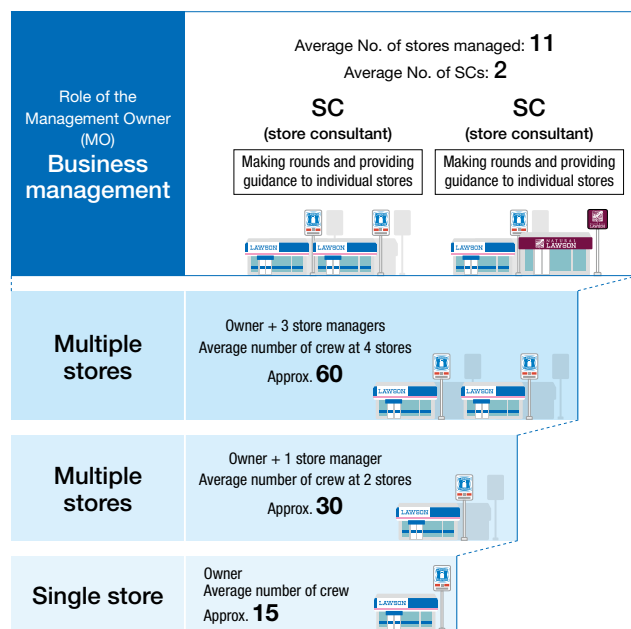 Role of the
Management Owner
(MO)
Business
management
Average No. of stores managed: 11
Average No. of SCs: 2
SC
(store consultant)
Making rounds and providing
guidance to individual stores
SC
(store consultant)
Making rounds and providing
guidance to individual stores
LAWSON
LAWSON
LAWSON
NATURAL
LAWSON
Multiple
stores
Owner + 3 store managers
Average number of crew at 4 stores
Approx. 60
LAWSON
LAWSON
Multiple
stores
Owner + 1 store manager
Average number of crew at 2 stores
Approx. 30
LAWSON
Single store
Owner
Average number of crew
Approx. 15
LAWSON